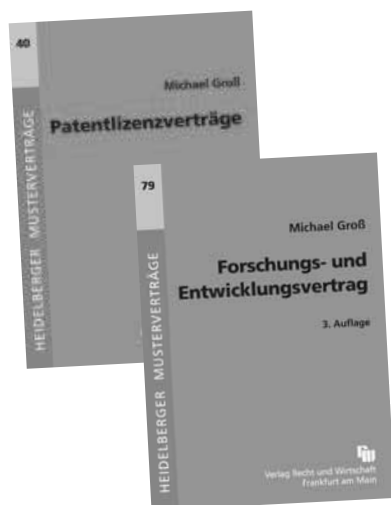 40
Michael Groß
Patentlizenzverträge
HEIDELBERGER MUSTERVERTRÄGE
79
Michael Groß
Forschungs- und
Entwicklungsvertrag
3. Auflage
HEIDELBERGER MUSTERVERTRÄGE
Verlag Recht und Wirtschaft
Frankfurt am Main